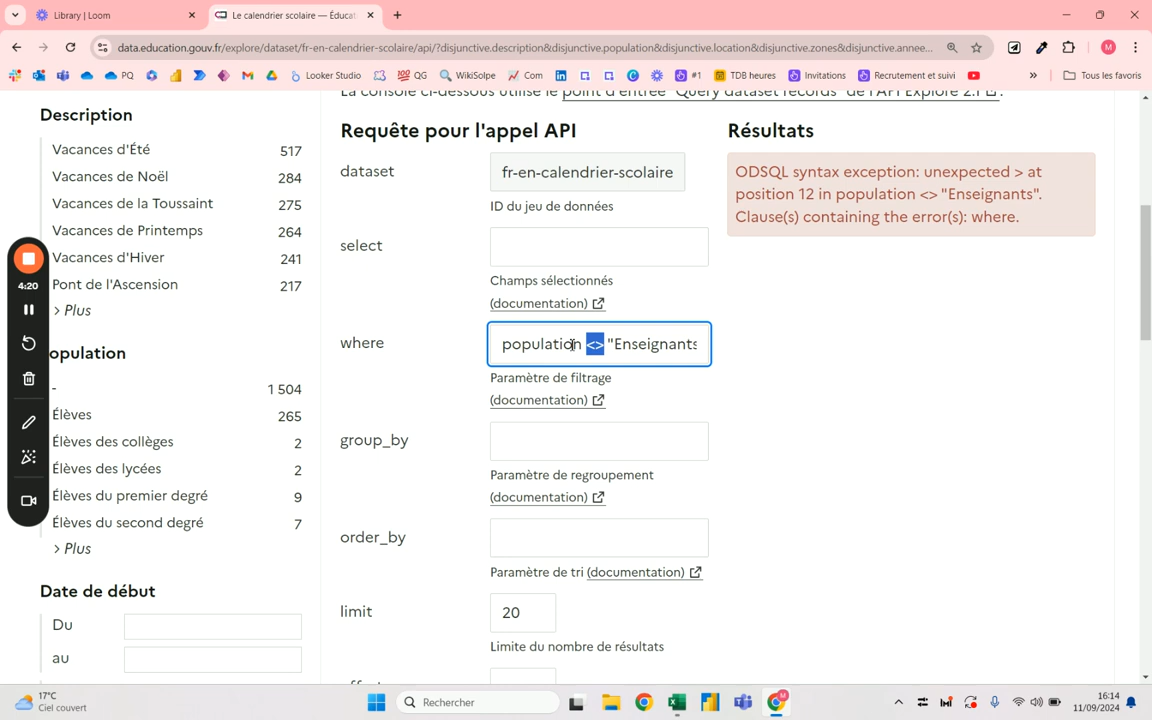 Library | Loom
Le calendrier scolaire — Éducat
data.education.gouv.fr/explore/dataset/fr-en-calendrier-scolaire/api/?disjunctive.description&disjunctive.population&disjunctive.location&disjunctive.zones&disjunctive.annee...
M
PQ
Looker Studio
QG
WikiSolpe
Com
#1
TDB heures
Invitations
Recrutement et suivi
Tous les favoris
La console ci-dessous utilise le point d'entrée "Query dataset records" de l'API Explore 2.1.
Description
Vacances d'Été 517
Vacances de Noël 284
Vacances de la Toussaint 275
Vacances de Printemps 264
Vacances d'Hiver 241
Pont de l'Ascension 217
> Plus
4:20
opulation
- 1 504
Élèves 265
Élèves des collèges 2
Élèves des lycées 2
Élèves du premier degré 9
Élèves du second degré 7
> Plus
Date de début
Du
au
Requête pour l'appel API
dataset
fr-en-calendrier-scolaire
ID du jeu de données
select
Champs sélectionnés
(documentation)
where
population <> "Enseignants
Paramètre de filtrage
(documentation)
group_by
Paramètre de regroupement
(documentation)
order_by
Paramètre de tri (documentation)
limit
20
Limite du nombre de résultats
Résultats
ODSQL syntax exception: unexpected > at
position 12 in population <> "Enseignants".
Clause(s) containing the error(s): where.
17°C
Ciel couvert
Rechercher
16:14
11/09/2024